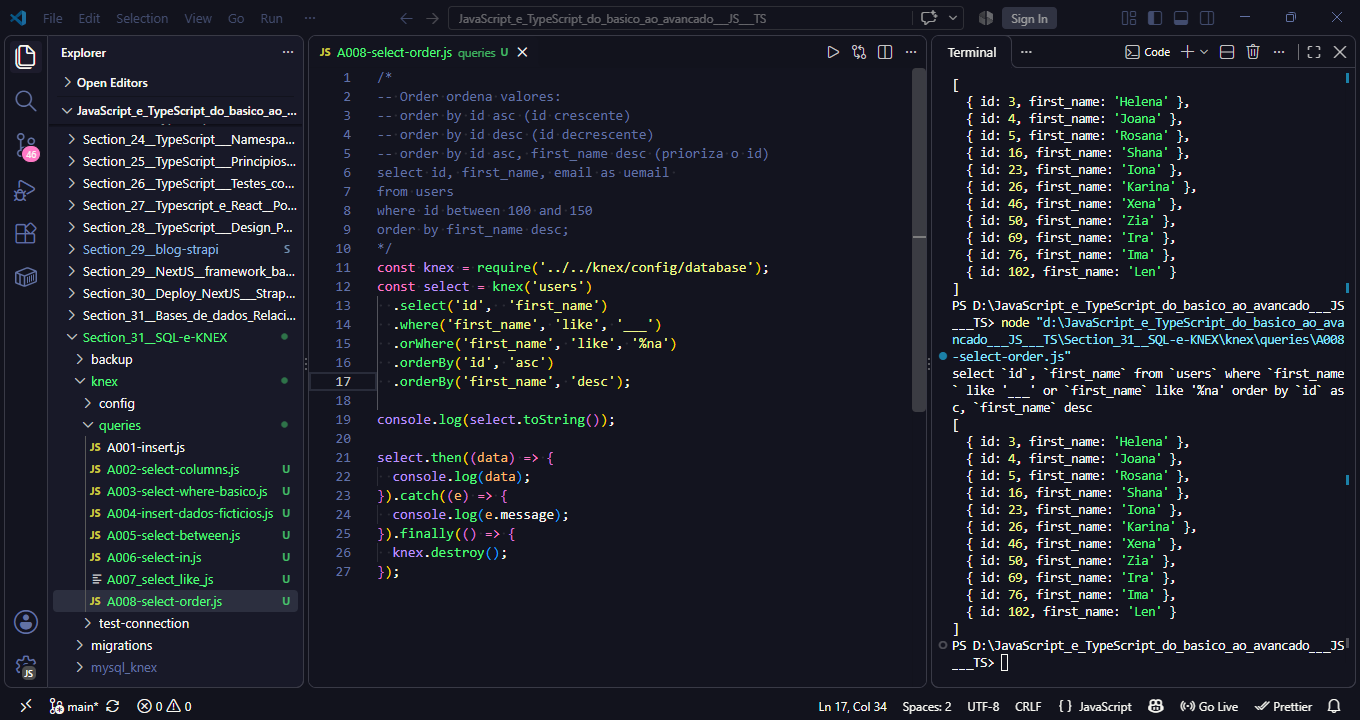 File Edit Selection View Go Run ···
JavaScript_e_TypeScript_do_basico_ao_avancado___JS___TS
Sign In
Explorer ···
Open Editors
JavaScript_e_TypeScript_do_basico_ao_...
Section_24__TypeScript___Namespa...
Section_25__TypeScript___Principios...
Section_26__TypeScript___Testes_co...
Section_27__Typescript_e_React__Po...
Section_28__TypeScript___Design_P...
Section_29__blog-strapi S
Section_29__NextJS__framework_ba...
Section_30__Deploy_NextJS___Strap...
Section_31__Bases_de_dados_Relaci...
Section_31__SQL-e-KNEX
backup
knex
config
queries
JS A001-insert.js
JS A002-select-columns.js U
JS A003-select-where-basico.js U
JS A004-insert-dados-ficticios.js U
JS A005-select-between.js U
JS A006-select-in.js U
A007_select_like_js U
JS A008-select-order.js U
test-connection
migrations
mysql_knex
46
JS
JS A008-select-order.js queries U
1 /*
2 -- Order ordena valores:
3 -- order by id asc (id crescente)
4 -- order by id desc (id decrescente)
5 -- order by id asc, first_name desc (prioriza o id)
6 select id, first_name, email as uemail
7 from users
8 where id between 100 and 150
9 order by first_name desc;
10 */
11 const knex = require('../../knex/config/database');
12 const select = knex('users')
13 .select('id', 'first_name')
14 .where('first_name', 'like', '___')
15 .orWhere('first_name', 'like', '%na')
16 .orderBy('id', 'asc')
17 .orderBy('first_name', 'desc');
18
19 console.log(select.toString());
20
21 select.then((data) => {
22 console.log(data);
23 }).catch((e) => {
24 console.log(e.message);
25 }).finally(() => {
26 knex.destroy();
27 });
Terminal ··· Code ···
[
{ id: 3, first_name: 'Helena' },
{ id: 4, first_name: 'Joana' },
{ id: 5, first_name: 'Rosana' },
{ id: 16, first_name: 'Shana' },
{ id: 23, first_name: 'Iona' },
{ id: 26, first_name: 'Karina' },
{ id: 46, first_name: 'Xena' },
{ id: 50, first_name: 'Zia' },
{ id: 69, first_name: 'Ira' },
{ id: 76, first_name: 'Ima' },
{ id: 102, first_name: 'Len' }
]
PS D:\JavaScript_e_TypeScript_do_basico_ao_avancado___JS
___TS> node "d:\JavaScript_e_TypeScript_do_basico_ao_ava
ncado___JS___TS\Section_31__SQL-e-KNEX\knex\queries\A008
-select-order.js"
select `id`, `first_name` from `users` where `first_name
` like '___' or `first_name` like '%na' order by `id` as
c, `first_name` desc
[
{ id: 3, first_name: 'Helena' },
{ id: 4, first_name: 'Joana' },
{ id: 5, first_name: 'Rosana' },
{ id: 16, first_name: 'Shana' },
{ id: 23, first_name: 'Iona' },
{ id: 26, first_name: 'Karina' },
{ id: 46, first_name: 'Xena' },
{ id: 50, first_name: 'Zia' },
{ id: 69, first_name: 'Ira' },
{ id: 76, first_name: 'Ima' },
{ id: 102, first_name: 'Len' }
]
PS D:\JavaScript_e_TypeScript_do_basico_ao_avancado___JS
___TS>
main* 0 0 Ln 17, Col 34 Spaces: 2 UTF-8 CRLF { } JavaScript Go Live Prettier